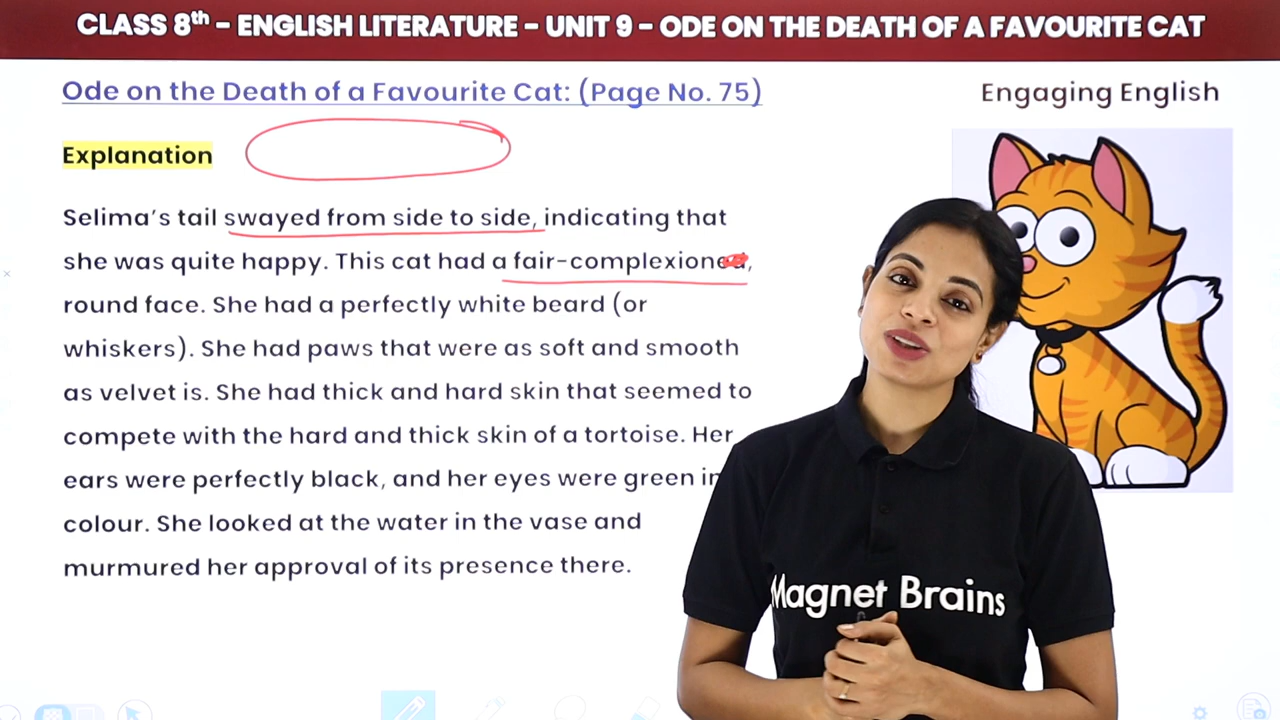 CLASS 8th – ENGLISH LITERATURE – UNIT 9 – ODE ON THE DEATH OF A FAVOURITE CAT
Ode on the Death of a Favourite Cat: (Page No. 75)
Engaging English
Explanation
Selima's tail swayed from side to side, indicating that
she was quite happy. This cat had a fair-complexioned,
round face. She had a perfectly white beard (or
whiskers). She had paws that were as soft and smooth
as velvet is. She had thick and hard skin that seemed to
compete with the hard and thick skin of a tortoise. Her
ears were perfectly black, and her eyes were green in
colour. She looked at the water in the vase and
murmured her approval of its presence there.
Magnet Brains